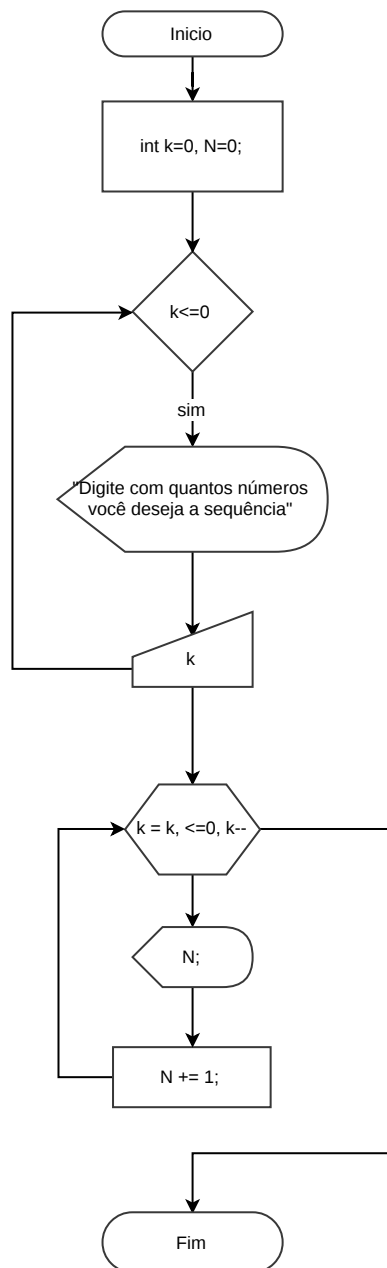 Inicio
int k=0, N=0;
k<=0
sim
"Digite com quantos números
você deseja a sequência"
k
k = k, <=0, k--
N;
N += 1;
Fim